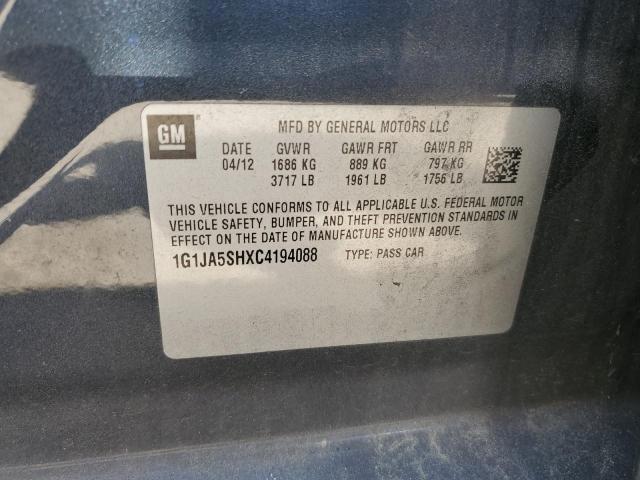 GM
MFD BY GENERAL MOTORS LLC
DATE GVWR GAWR FRT GAWR RR
04/12 1686 KG 889 KG 797 KG
3717 LB 1961 LB 1756 LB
THIS VEHICLE CONFORMS TO ALL APPLICABLE U.S. FEDERAL MOTOR
VEHICLE SAFETY, BUMPER, AND THEFT PREVENTION STANDARDS IN
EFFECT ON THE DATE OF MANUFACTURE SHOWN ABOVE.
1G1JA5SHXC4194088 TYPE: PASS CAR